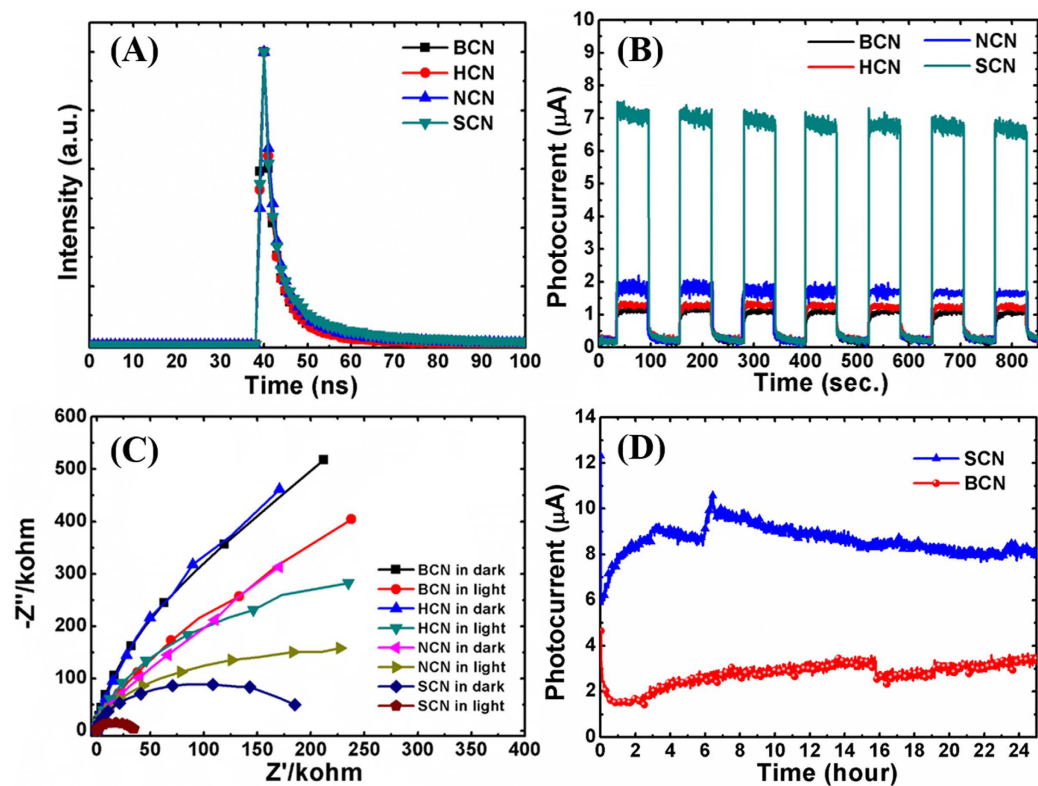 (A)
BCN
HCN
NCN
SCN
Intensity (a.u.)
0 10 20 30 40 50 60 70 80 90 100
Time (ns)
(B)
BCN NCN
HCN SCN
Photocurrent (μA)
10
9
8
7
6
5
4
3
2
1
0
0 100 200 300 400 500 600 700 800
Time (sec.)
(C)
-Z''/kohm
600
500
400
300
200
100
0
BCN in dark
BCN in light
HCN in dark
HCN in light
NCN in dark
NCN in light
SCN in dark
SCN in light
0 50 100 150 200 250 300 350 400
Z'/kohm
(D)
SCN
BCN
Photocurrent (μA)
14
12
10
8
6
4
2
0
0 2 4 6 8 10 12 14 16 18 20 22 24
Time (hour)